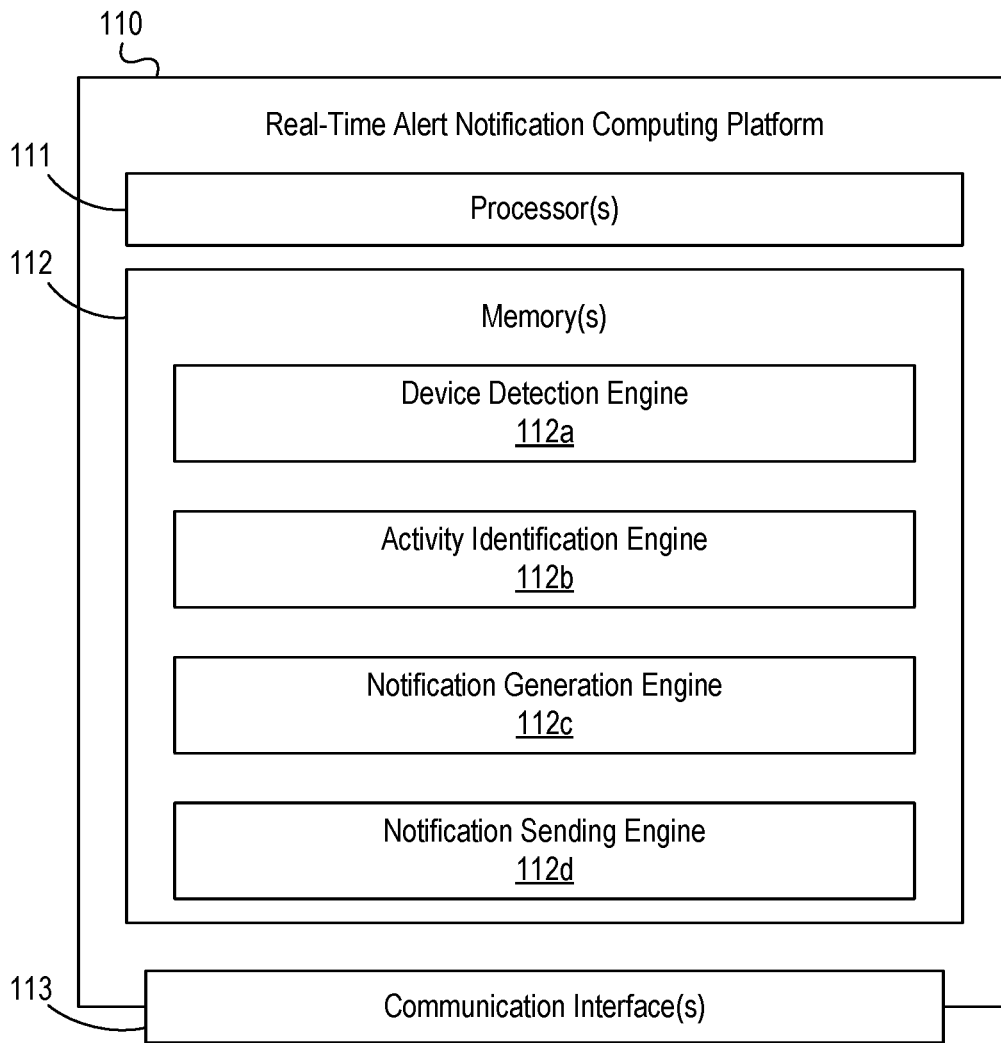 110
Real-Time Alert Notification Computing Platform
111
Processor(s)
112
Memory(s)
Device Detection Engine
112a
Activity Identification Engine
112b
Notification Generation Engine
112c
Notification Sending Engine
112d
113
Communication Interface(s)